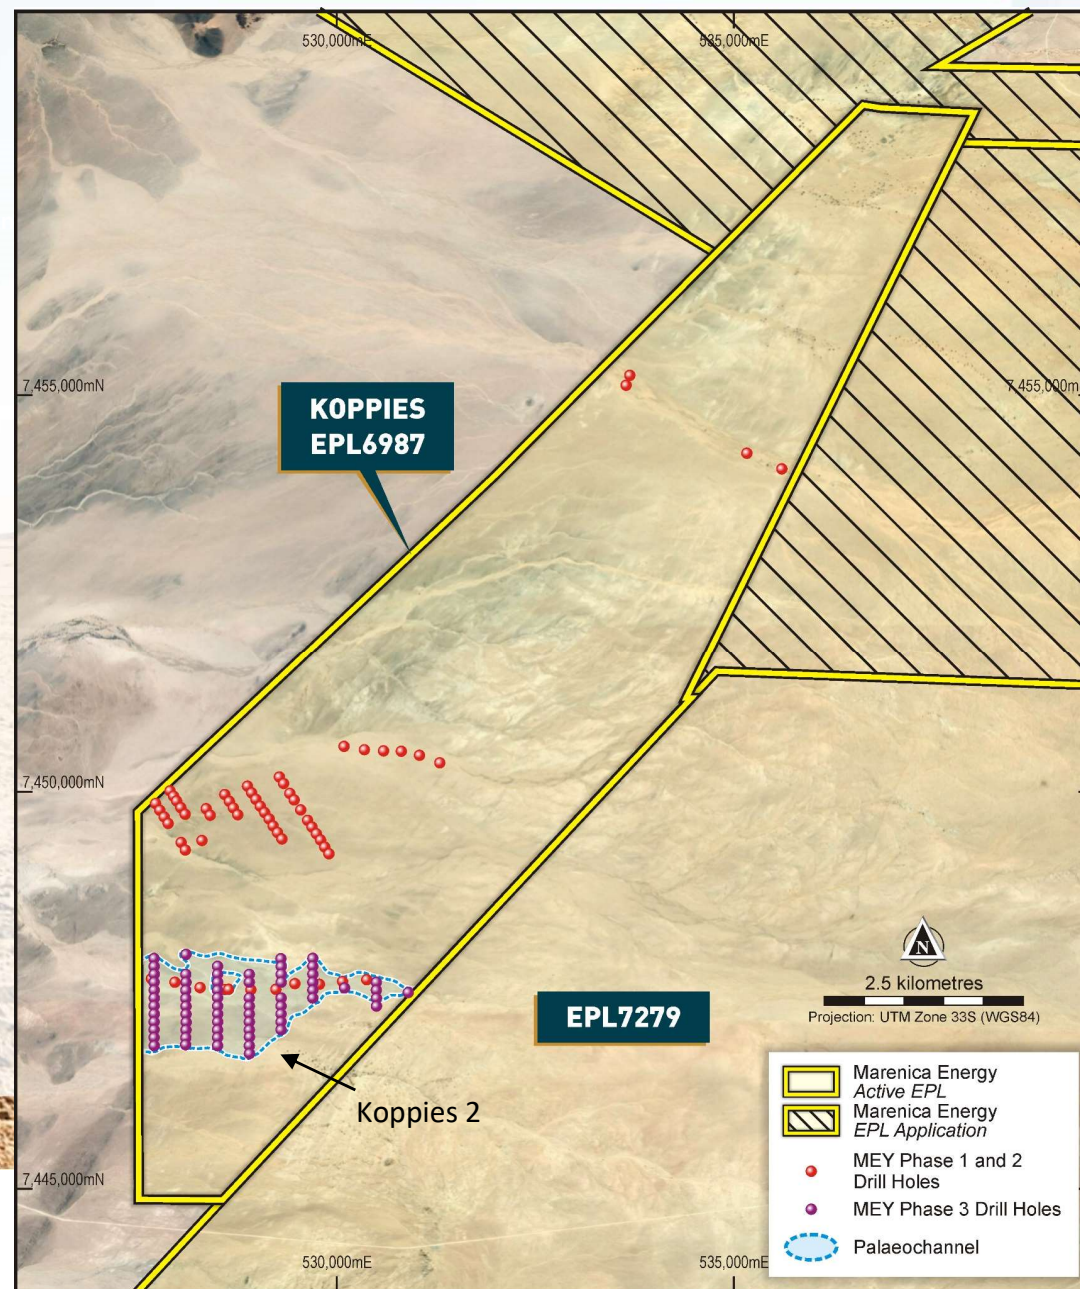 530,000mE
535,000mE
7,455,000mN
7,455,000m
KOPPIES
EPL6987
7,450,000mN
N
2.5 kilometres
Projection: UTM Zone 33S (WGS84)
EPL7279
Koppies 2
Marenica Energy
Active EPL
Marenica Energy
EPL Application
MEY Phase 1 and 2
Drill Holes
MEY Phase 3 Drill Holes
Palaeochannel
7,445,000mN
530,000mE
535,000mE